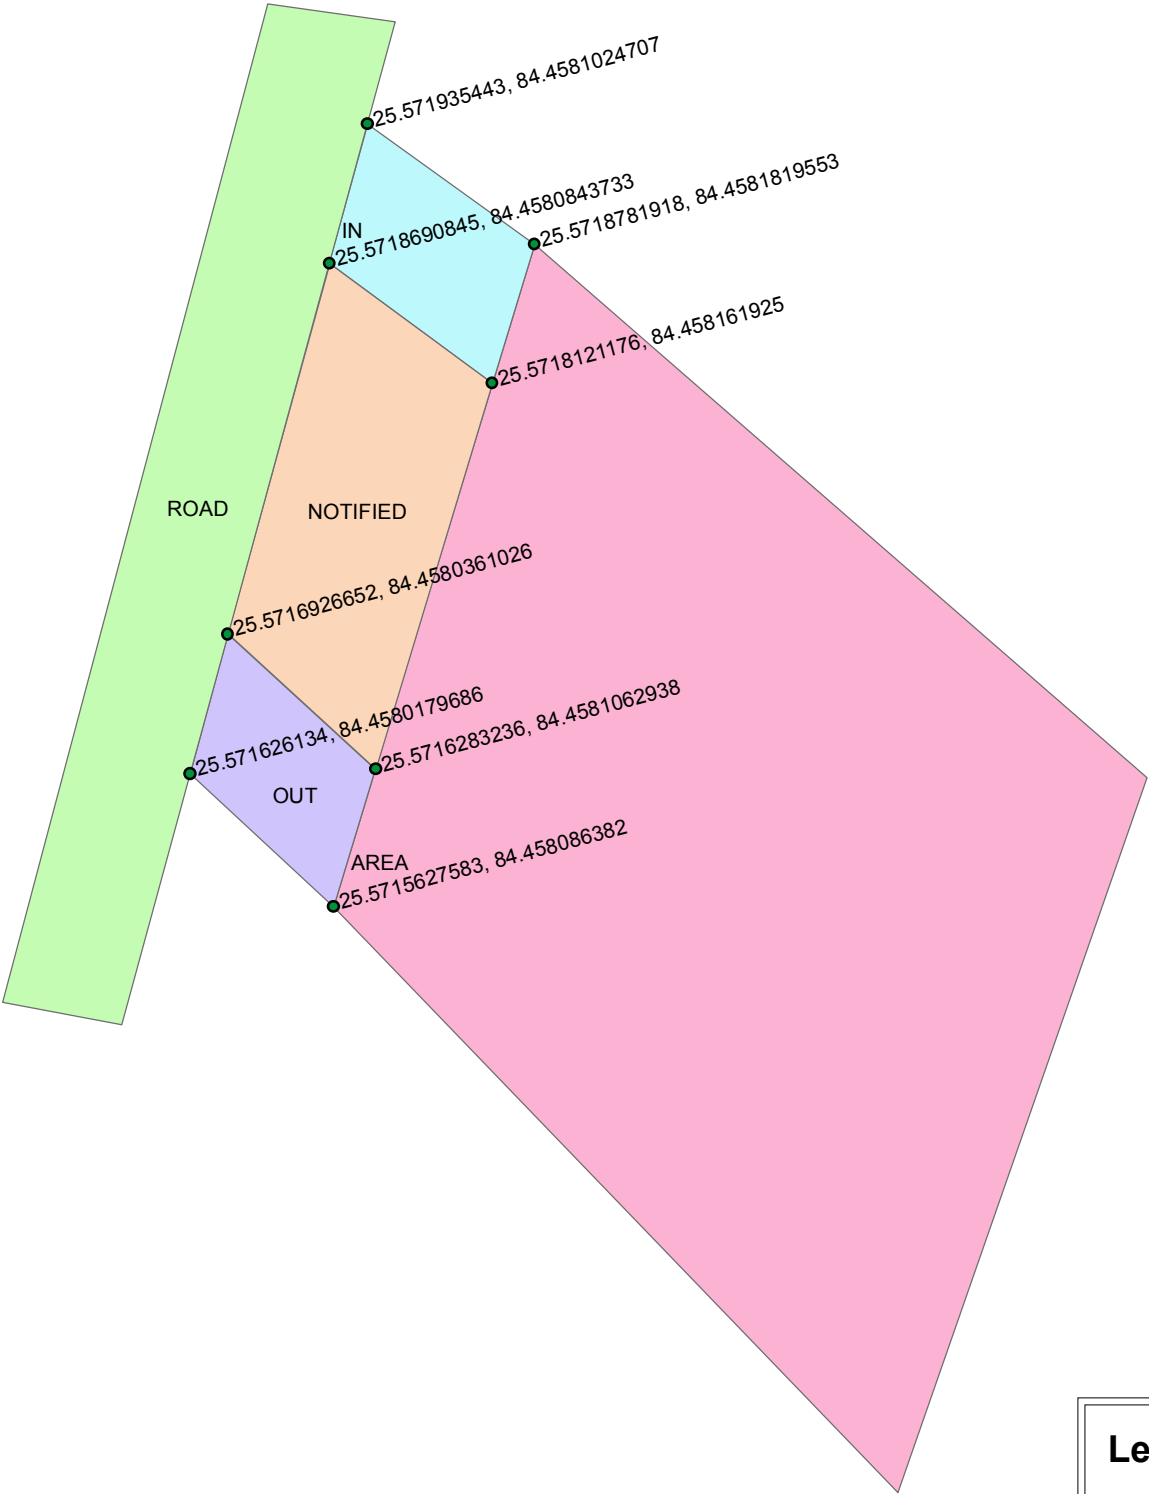 25.571935443, 84.4581024707
25.5718781918, 84.4581819553
IN
25.5718690845, 84.4580843733
25.5718121176, 84.458161925
ROAD
NOTIFIED
25.5716926652, 84.4580361026
25.571626134, 84.4580179686
25.5716283236, 84.4581062938
OUT
AREA
25.5715627583, 84.458086382
Le